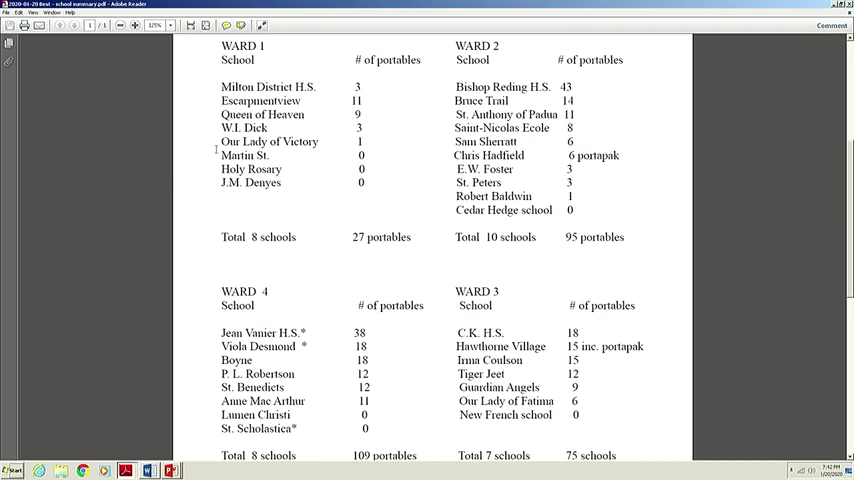 2020-01-20 Best - school summary.pdf - Adobe Reader
File Edit View Window Help
1 / 1 125% Comment
WARD 1
School # of portables
Milton District H.S. 3
Escarpmentview 11
Queen of Heaven 9
W.I. Dick 3
Our Lady of Victory 1
Martin St. 0
Holy Rosary 0
J.M. Denyes 0
Total 8 schools 27 portables
WARD 2
School # of portables
Bishop Reding H.S. 43
Bruce Trail 14
St. Anthony of Padua 11
Saint-Nicolas Ecole 8
Sam Sherratt 6
Chris Hadfield 6 portapak
E.W. Foster 3
St. Peters 3
Robert Baldwin 1
Cedar Hedge school 0
Total 10 schools 95 portables
WARD 4
School # of portables
Jean Vanier H.S.* 38
Viola Desmond * 18
Boyne 18
P. L. Robertson 12
St. Benedicts 12
Anne Mac Arthur 11
Lumen Christi 0
St. Scholastica* 0
Total 8 schools 109 portables
WARD 3
School # of portables
C.K. H.S. 18
Hawthorne Village 15 inc. portapak
Irma Coulson 15
Tiger Jeet 12
Guardian Angels 9
Our Lady of Fatima 6
New French school 0
Total 7 schools 75 schools
Start
7:42 PM
1/20/2020